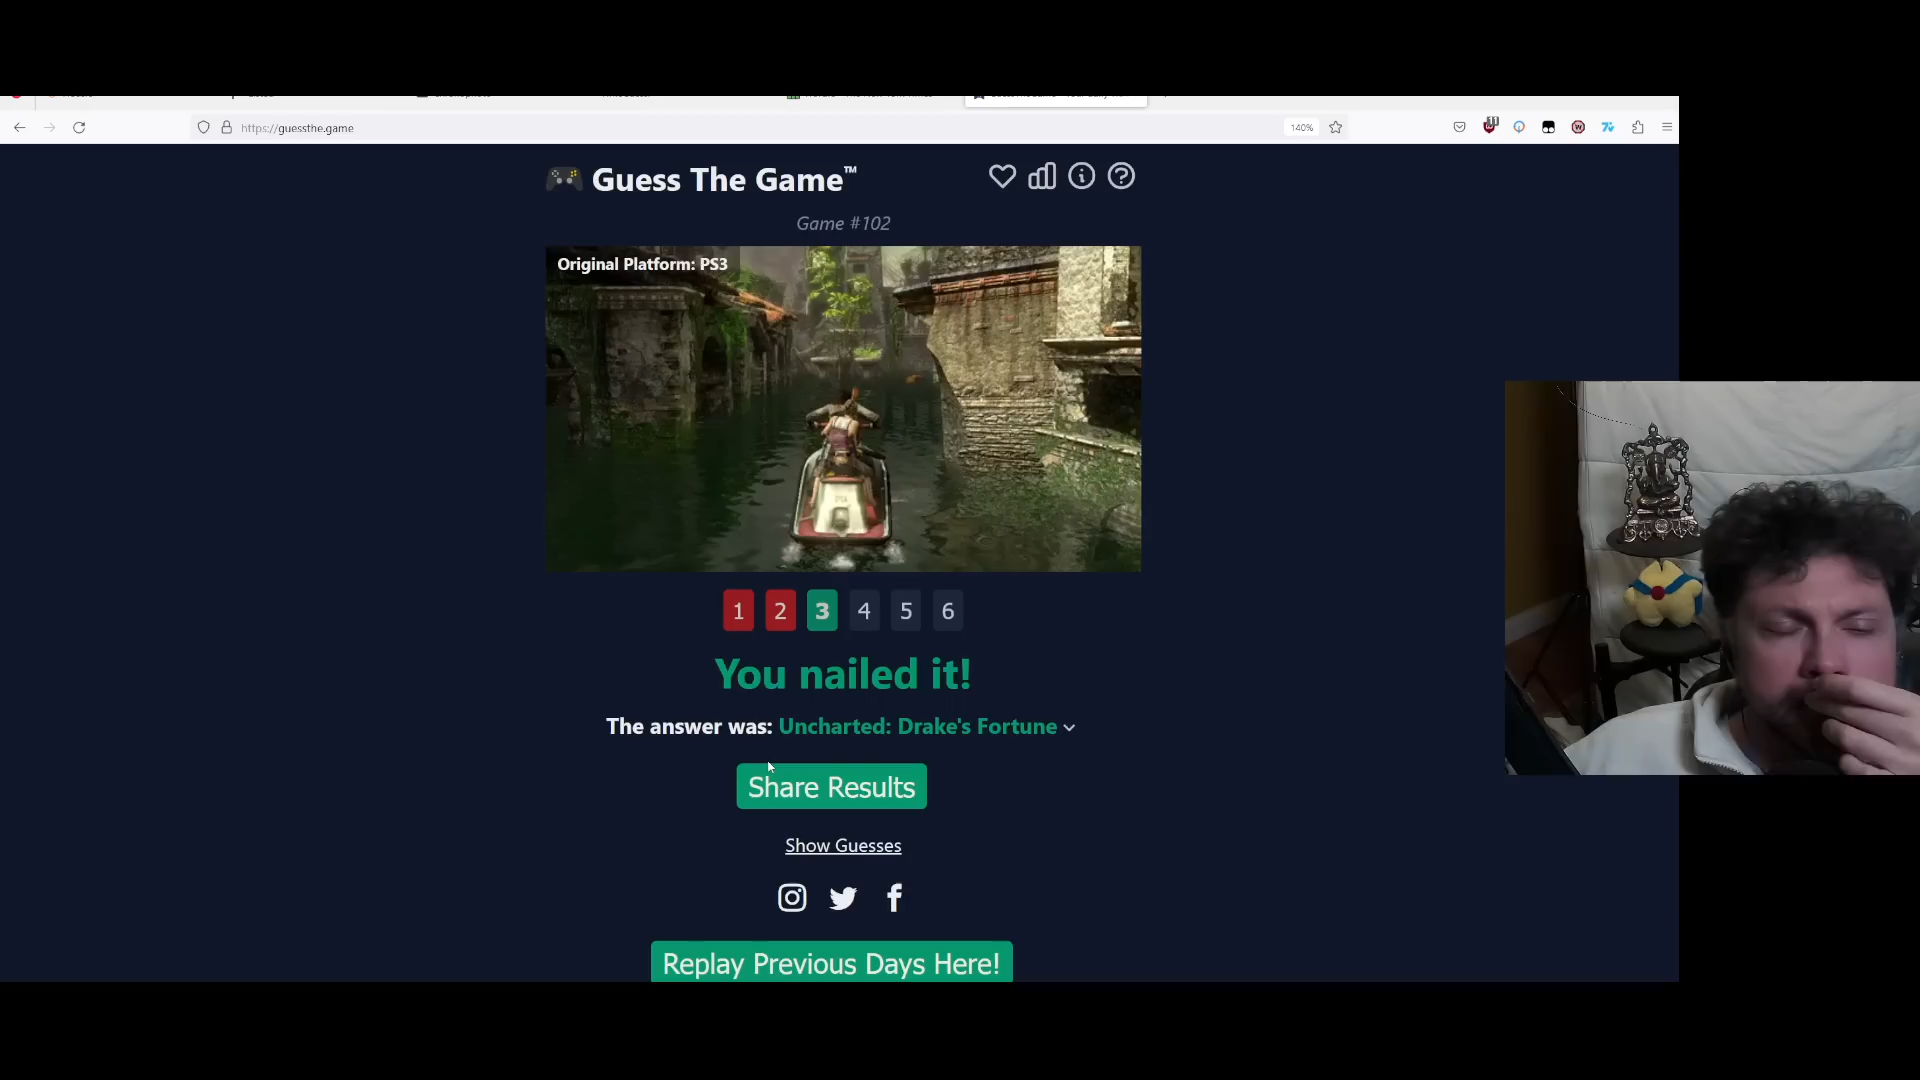 https://guessthe.game
140%
11
Guess The Game™
Game #102
Original Platform: PS3
1 2 3 4 5 6
You nailed it!
The answer was: Uncharted: Drake's Fortune
Share Results
Show Guesses
Replay Previous Days Here!